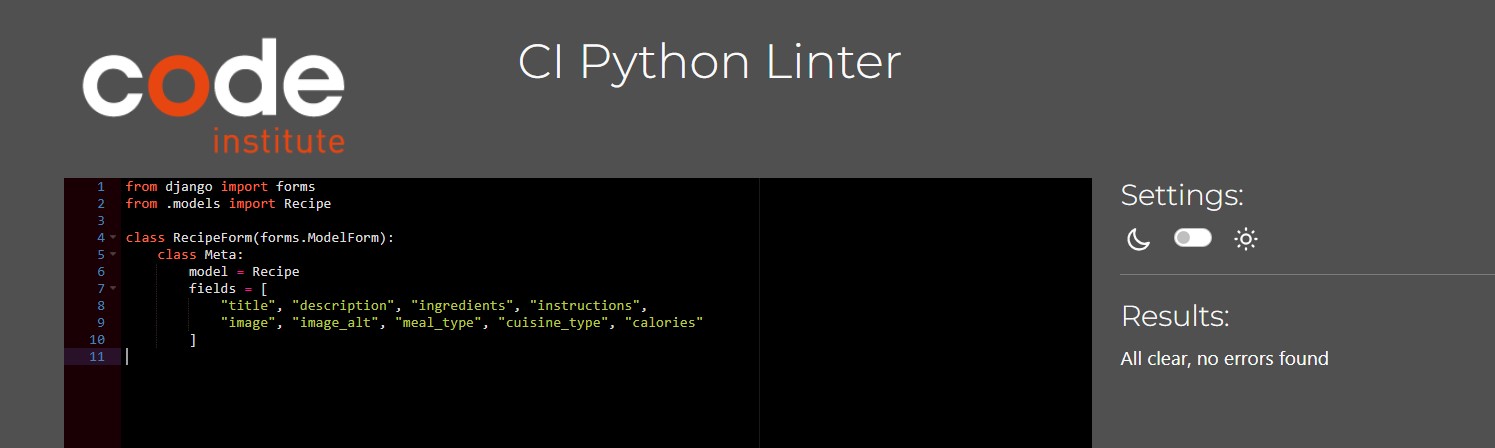 code
institute
CI Python Linter
1 from django import forms
2 from .models import Recipe
3
4 class RecipeForm(forms.ModelForm):
5     class Meta:
6         model = Recipe
7         fields = [
8             "title", "description", "ingredients", "instructions",
9             "image", "image_alt", "meal_type", "cuisine_type", "calories"
10         ]
11
Settings:
Results:
All clear, no errors found